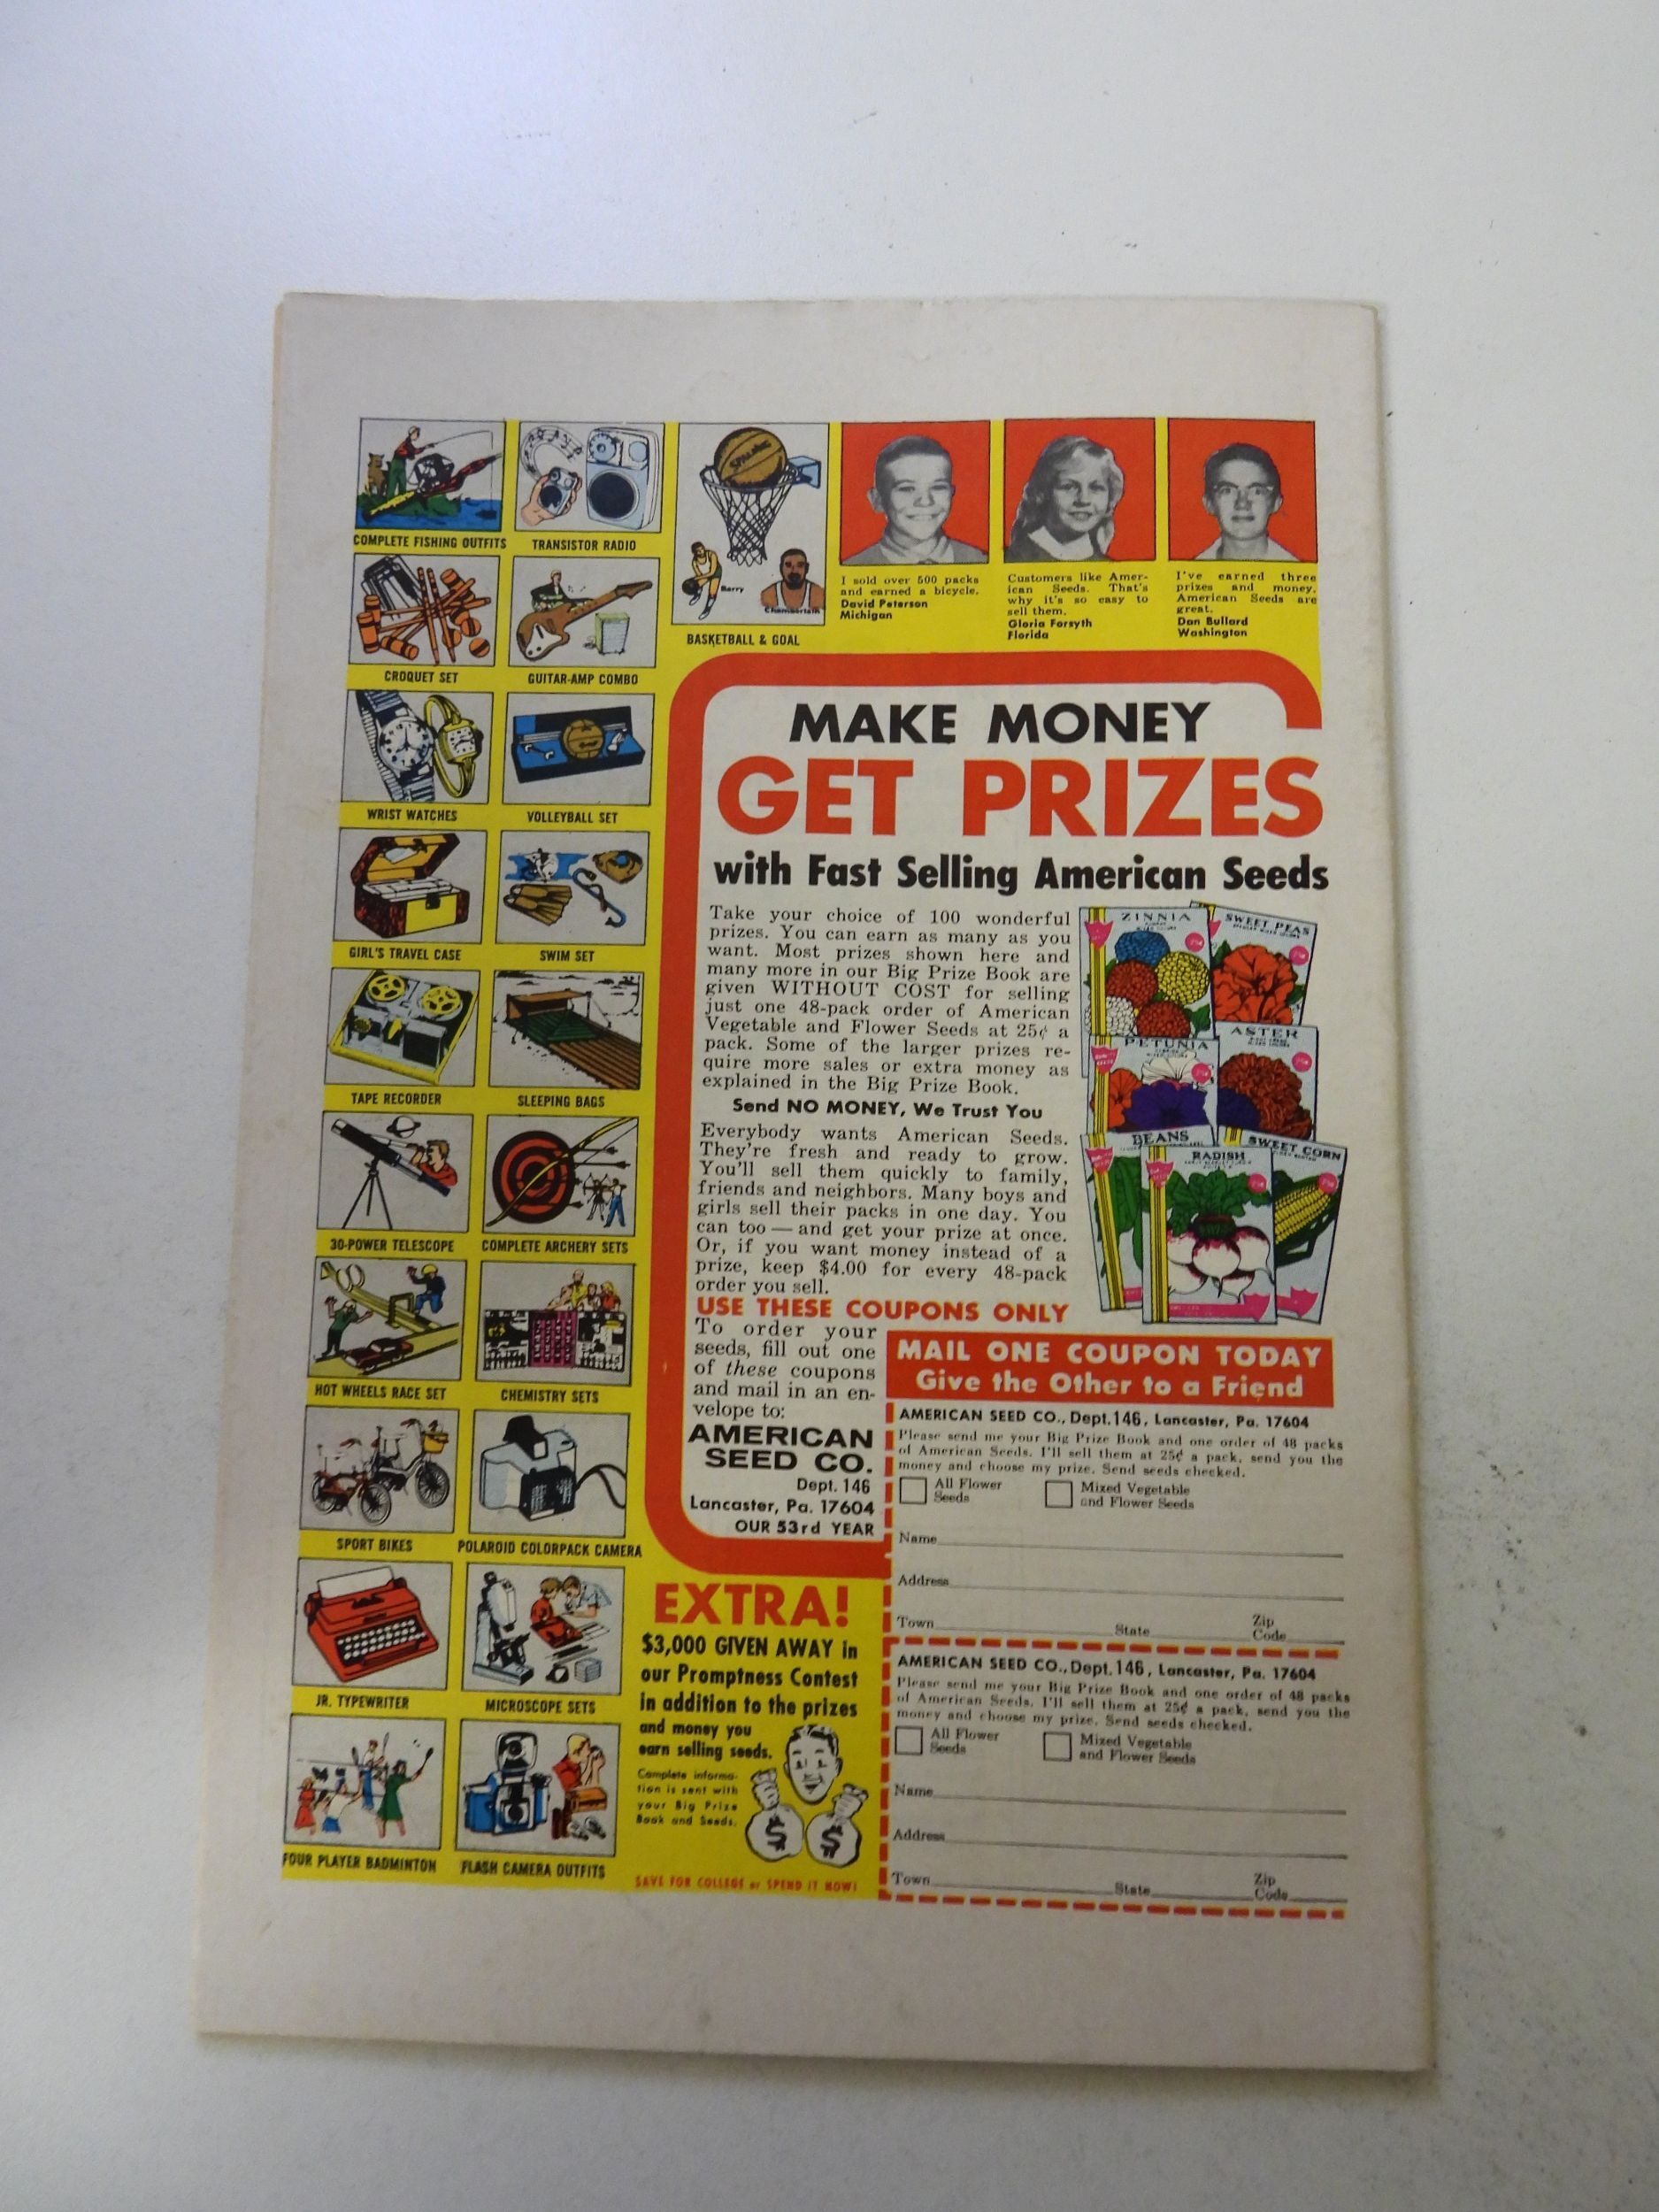 COMPLETE FISHING OUTFITS
TRANSISTOR RADIO
SPALDING
Barry
Chamberlain
BASKETBALL & GOAL
I sold over 500 packs
and earned a bicycle.
David Peterson
Michigan
Customers like Amer-
ican Seeds. That's
why it's so easy to
sell them.
Gloria Forsyth
Florida
I've earned three
prizes and money.
American Seeds are
great.
Dan Bullard
Washington
CROQUET SET
GUITAR-AMP COMBO
WRIST WATCHES
VOLLEYBALL SET
GIRL'S TRAVEL CASE
SWIM SET
TAPE RECORDER
SLEEPING BAGS
30-POWER TELESCOPE
COMPLETE ARCHERY SETS
HOT WHEELS RACE SET
CHEMISTRY SETS
SPORT BIKES
POLAROID COLORPACK CAMERA
JR. TYPEWRITER
MICROSCOPE SETS
FOUR PLAYER BADMINTON
FLASH CAMERA OUTFITS
MAKE MONEY
GET PRIZES
with Fast Selling American Seeds
Take your choice of 100 wonderful
prizes. You can earn as many as you
want. Most prizes shown here and
many more in our Big Prize Book are
given WITHOUT COST for selling
just one 48-pack order of American
Vegetable and Flower Seeds at 25¢ a
pack. Some of the larger prizes re-
quire more sales or extra money as
explained in the Big Prize Book.
Send NO MONEY, We Trust You
Everybody wants American Seeds.
They're fresh and ready to grow.
You'll sell them quickly to family,
friends and neighbors. Many boys and
girls sell their packs in one day. You
can too — and get your prize at once.
Or, if you want money instead of a
prize, keep $4.00 for every 48-pack
order you sell.
ZINNIA
SWEET PEAS
PETUNIA
ASTER
BEANS
RADISH
SWEET CORN
USE THESE COUPONS ONLY
To order your
seeds, fill out one
of these coupons
and mail in an en-
velope to:
AMERICAN
SEED CO.
Dept. 146
Lancaster, Pa. 17604
OUR 53rd YEAR
MAIL ONE COUPON TODAY
Give the Other to a Friend
AMERICAN SEED CO., Dept. 146, Lancaster, Pa. 17604
Please send me your Big Prize Book and one order of 48 packs
of American Seeds. I'll sell them at 25¢ a pack, send you the
money and choose my prize. Send seeds checked.
All Flower
Seeds
Mixed Vegetable
and Flower Seeds
Name
Address
Town State Zip
Code
AMERICAN SEED CO., Dept. 146, Lancaster, Pa. 17604
Please send me your Big Prize Book and one order of 48 packs
of American Seeds. I'll sell them at 25¢ a pack, send you the
money and choose my prize. Send seeds checked.
All Flower
Seeds
Mixed Vegetable
and Flower Seeds
Name
Address
Town State Zip
Code
EXTRA!
$3,000 GIVEN AWAY in
our Promptness Contest
in addition to the prizes
and money you
earn selling seeds.
Complete informa-
tion is sent with
your Big Prize
Book and Seeds.
$ $
SAVE FOR COLLEGE or SPEND IT NOW!